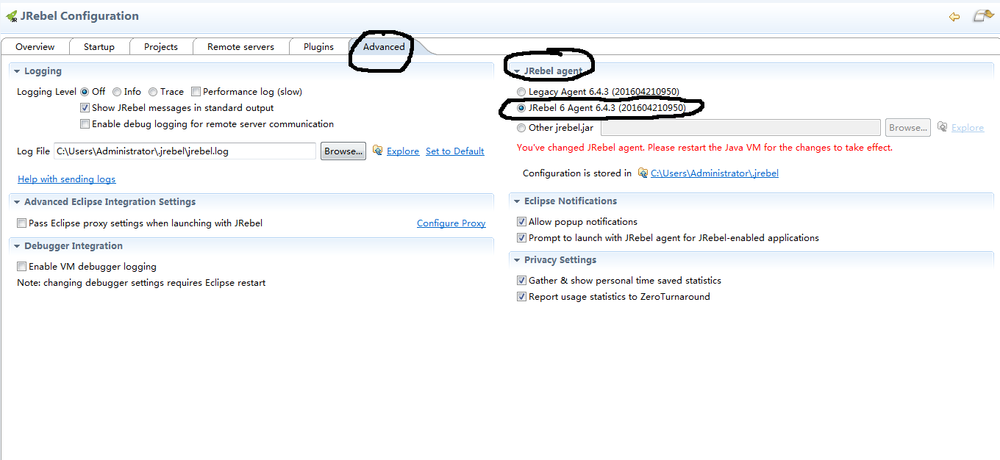 JRebel Configuration
Overview Startup Projects Remote servers Plugins Advanced
Logging
Logging Level Off Info Trace Performance log (slow)
Show JRebel messages in standard output
Enable debug logging for remote server communication
Log File C:\Users\Administrator\.jrebel\jrebel.log Browse... Explore Set to Default
Help with sending logs
Advanced Eclipse Integration Settings
Pass Eclipse proxy settings when launching with JRebel Configure Proxy
Debugger Integration
Enable VM debugger logging
Note: changing debugger settings requires Eclipse restart
JRebel agent
Legacy Agent 6.4.3 (201604210950)
JRebel 6 Agent 6.4.3 (201604210950)
Other jrebel.jar Browse... Explore
You've changed JRebel agent. Please restart the Java VM for the changes to take effect.
Configuration is stored in C:\Users\Administrator\.jrebel
Eclipse Notifications
Allow popup notifications
Prompt to launch with JRebel agent for JRebel-enabled applications
Privacy Settings
Gather & show personal time saved statistics
Report usage statistics to ZeroTurnaround